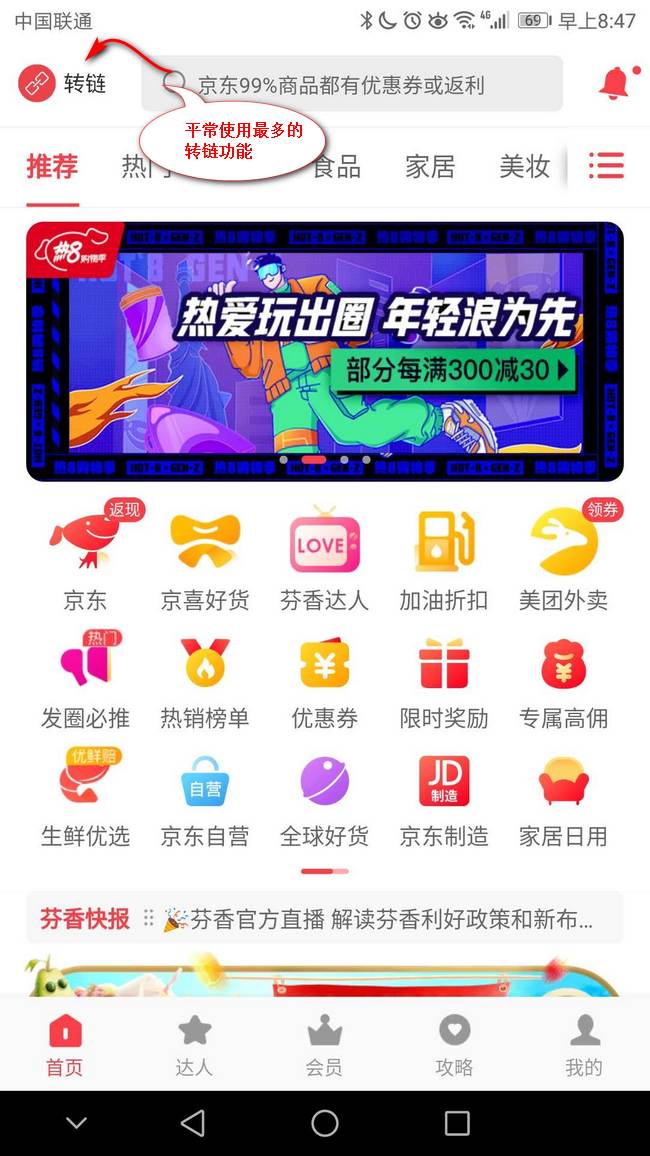 中国联通
4G
69
早上8:47
转链
京东99%商品都有优惠券或返利
平常使用最多的
转链功能
推荐
热门
食品
家居
美妆
热8购物季
HOT-B × GEN-Z
热爱玩出圈 年轻浪为先
部分每满300减30
返现
领券
LOVE
京东
京喜好货
芬香达人
加油折扣
美团外卖
热门
发圈必推
热销榜单
优惠券
限时奖励
专属高佣
优鲜赔
自营
JD
制造
生鲜优选
京东自营
全球好货
京东制造
家居日用
芬香快报
芬香官方直播 解读芬香利好政策和新布...
首页
达人
会员
攻略
我的